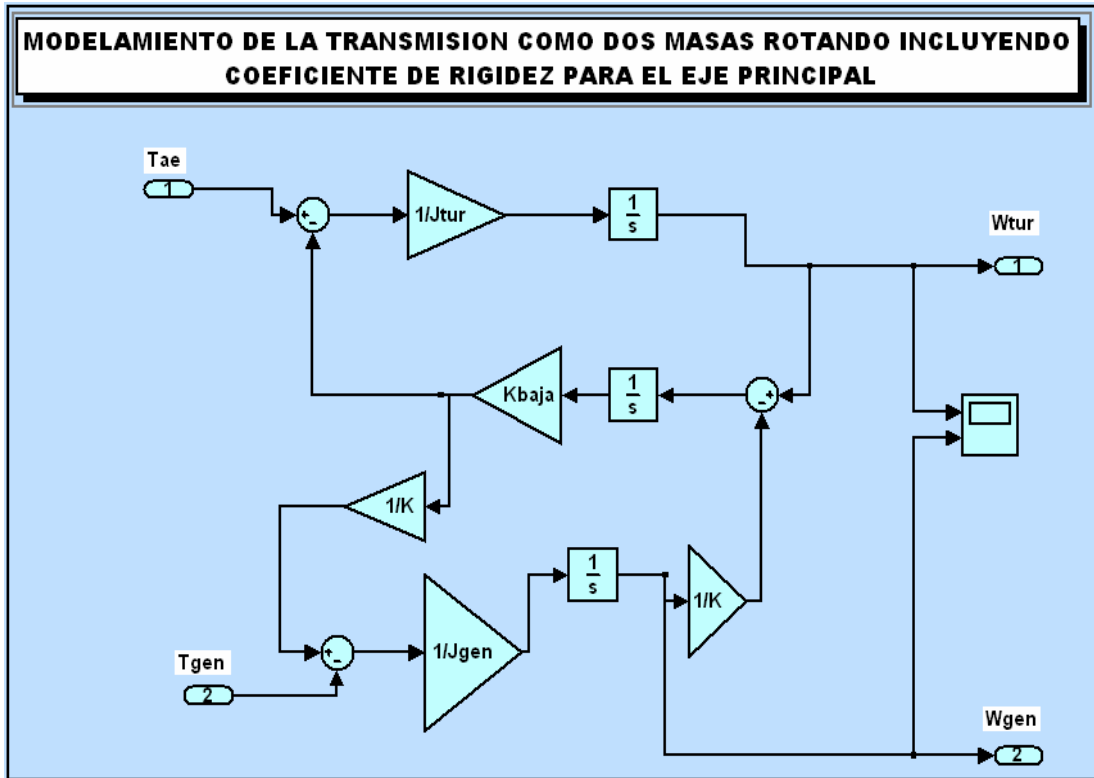 MODELAMIENTO DE LA TRANSMISION COMO DOS MASAS ROTANDO INCLUYENDO
COEFICIENTE DE RIGIDEZ PARA EL EJE PRINCIPAL
Tae
1
+
-
1/Jtur
1
s
Wtur
1
Kbaja
1
s
-
+
1/K
1
s
1/K
+
-
1/Jgen
Tgen
2
Wgen
2